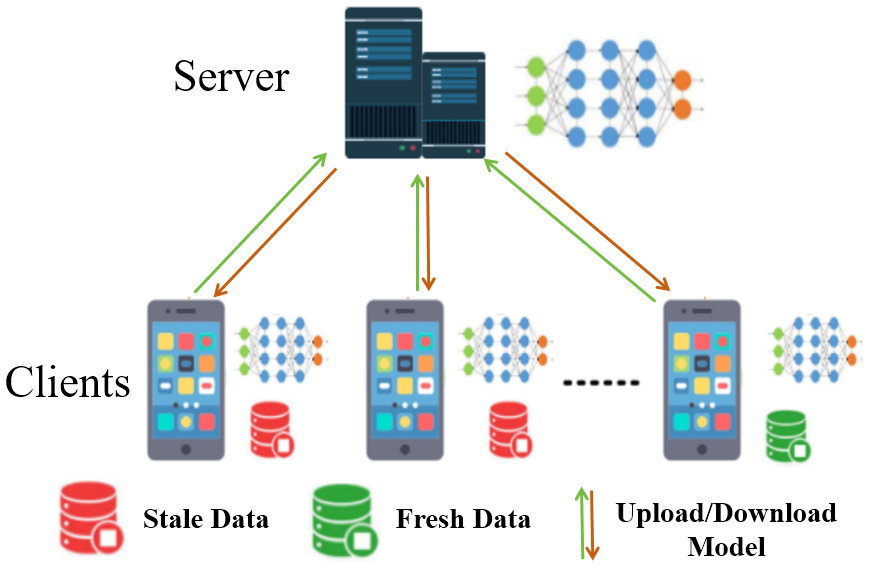 Server
Clients
Stale Data
Fresh Data
Upload/Download
Model